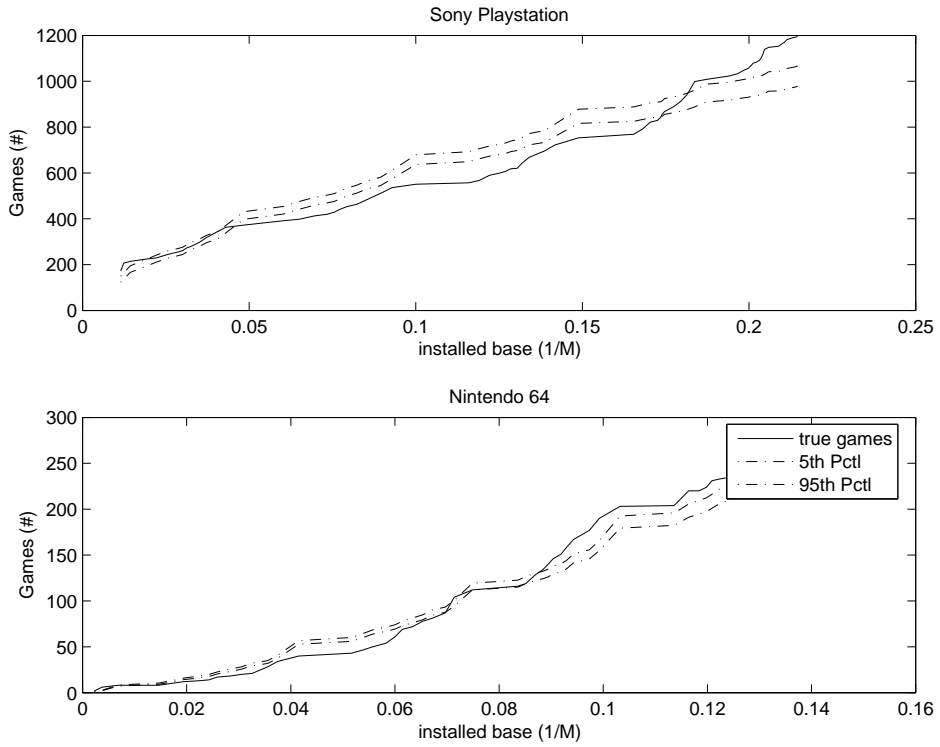 Sony Playstation
1200
1000
800
600
400
200
0
Games (#)
0 0.05 0.1 0.15 0.2 0.25
installed base (1/M)
Nintendo 64
300
250
200
150
100
50
0
Games (#)
true games
5th Pctl
95th Pctl
0 0.02 0.04 0.06 0.08 0.1 0.12 0.14 0.16
installed base (1/M)